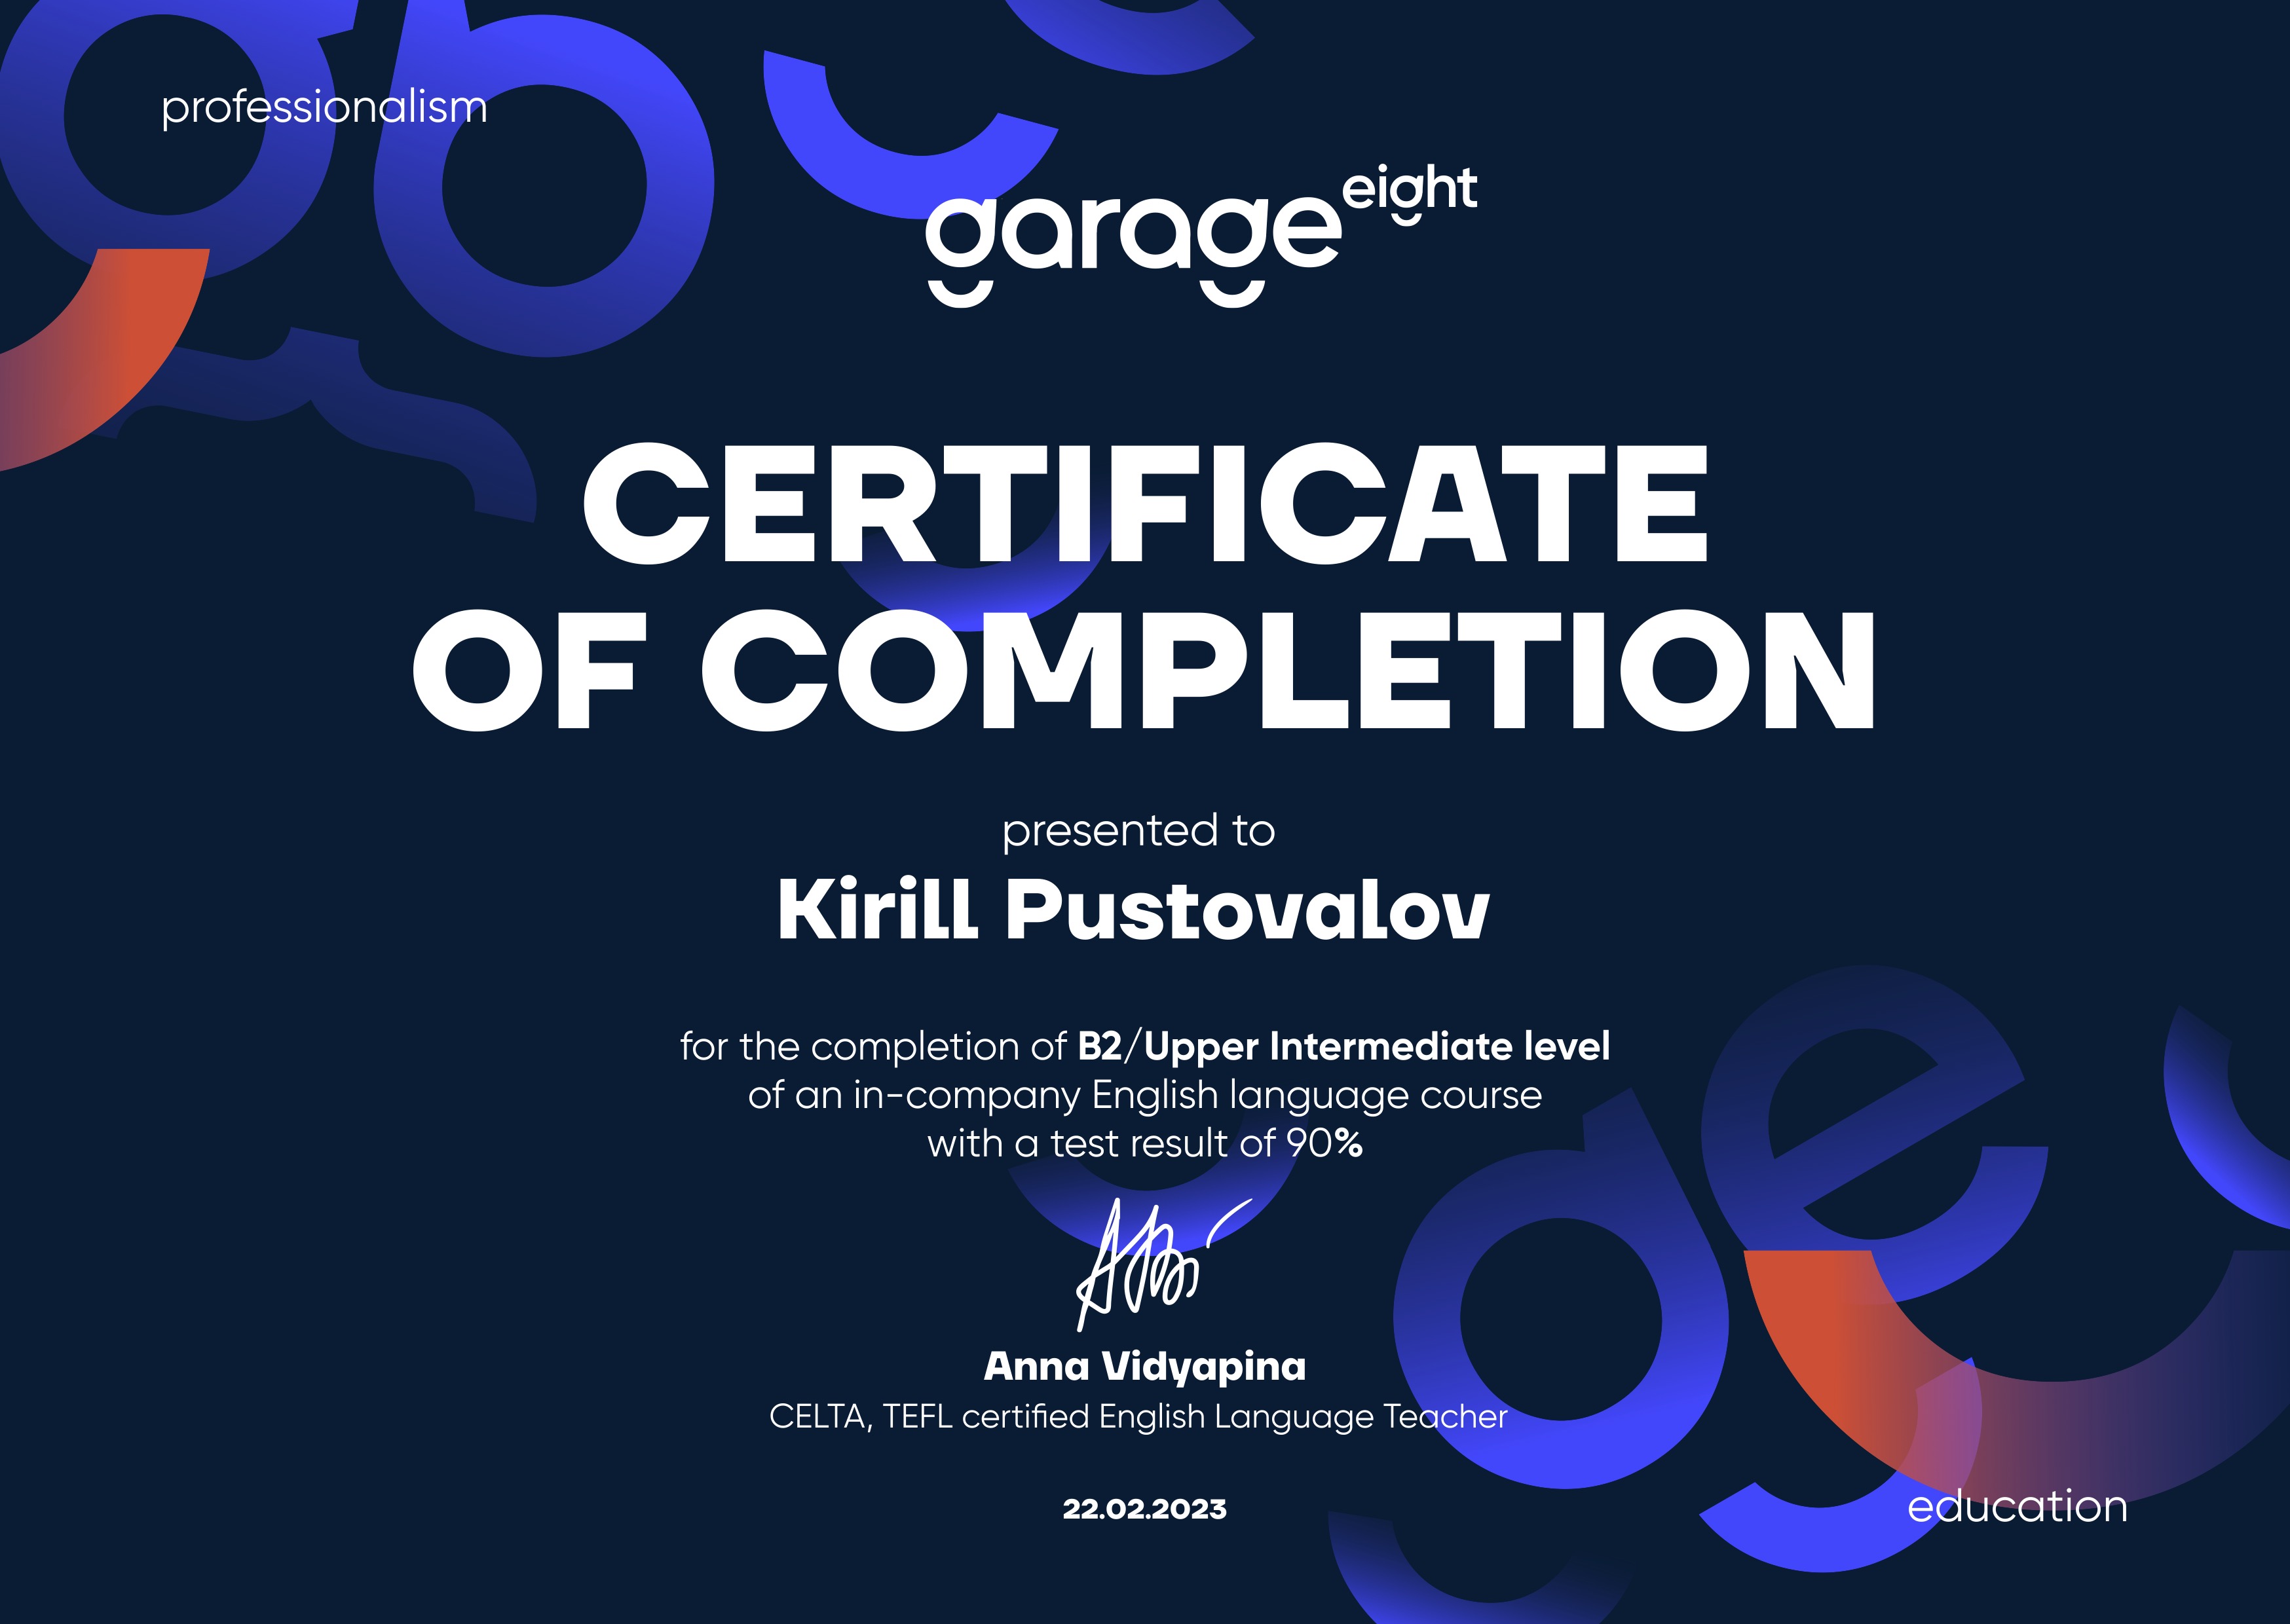 professionalism
garage eight
CERTIFICATE
OF COMPLETION
presented to
Kirill Pustovalov
for the completion of B2/Upper Intermediate level
of an in-company English language course
with a test result of 90%
Anna Vidyapina
CELTA, TEFL certified English Language Teacher
22.02.2023
education